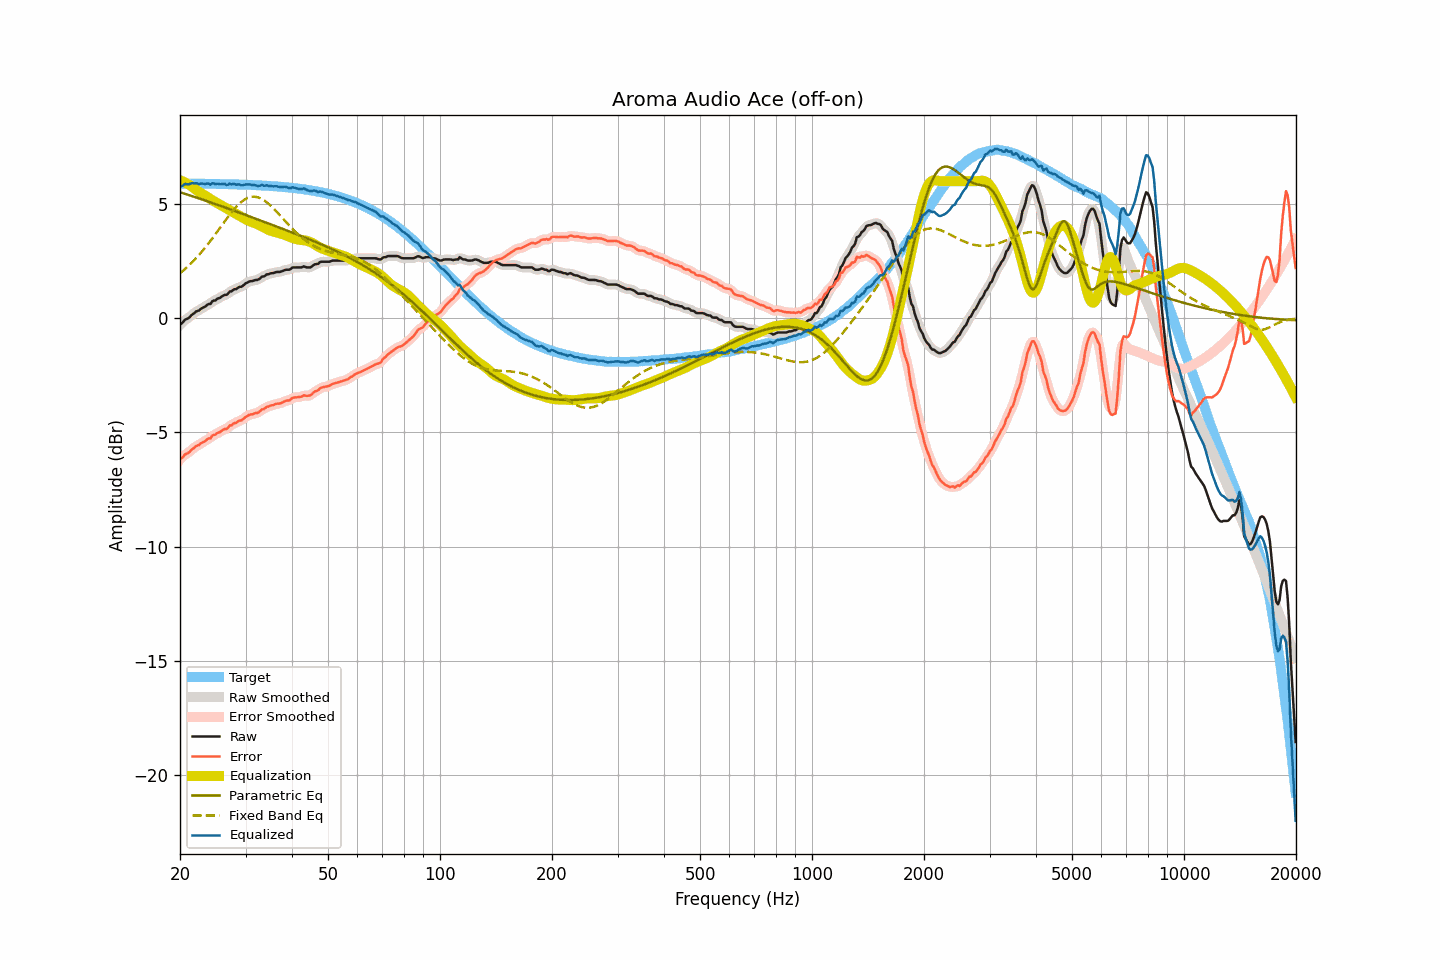 Aroma Audio Ace (off-on)
Amplitude (dBr)
5
0
−5
−10
−15
−20
Target
Raw Smoothed
Error Smoothed
Raw
Error
Equalization
Parametric Eq
Fixed Band Eq
Equalized
20 50 100 200 500 1000 2000 5000 10000 20000
Frequency (Hz)